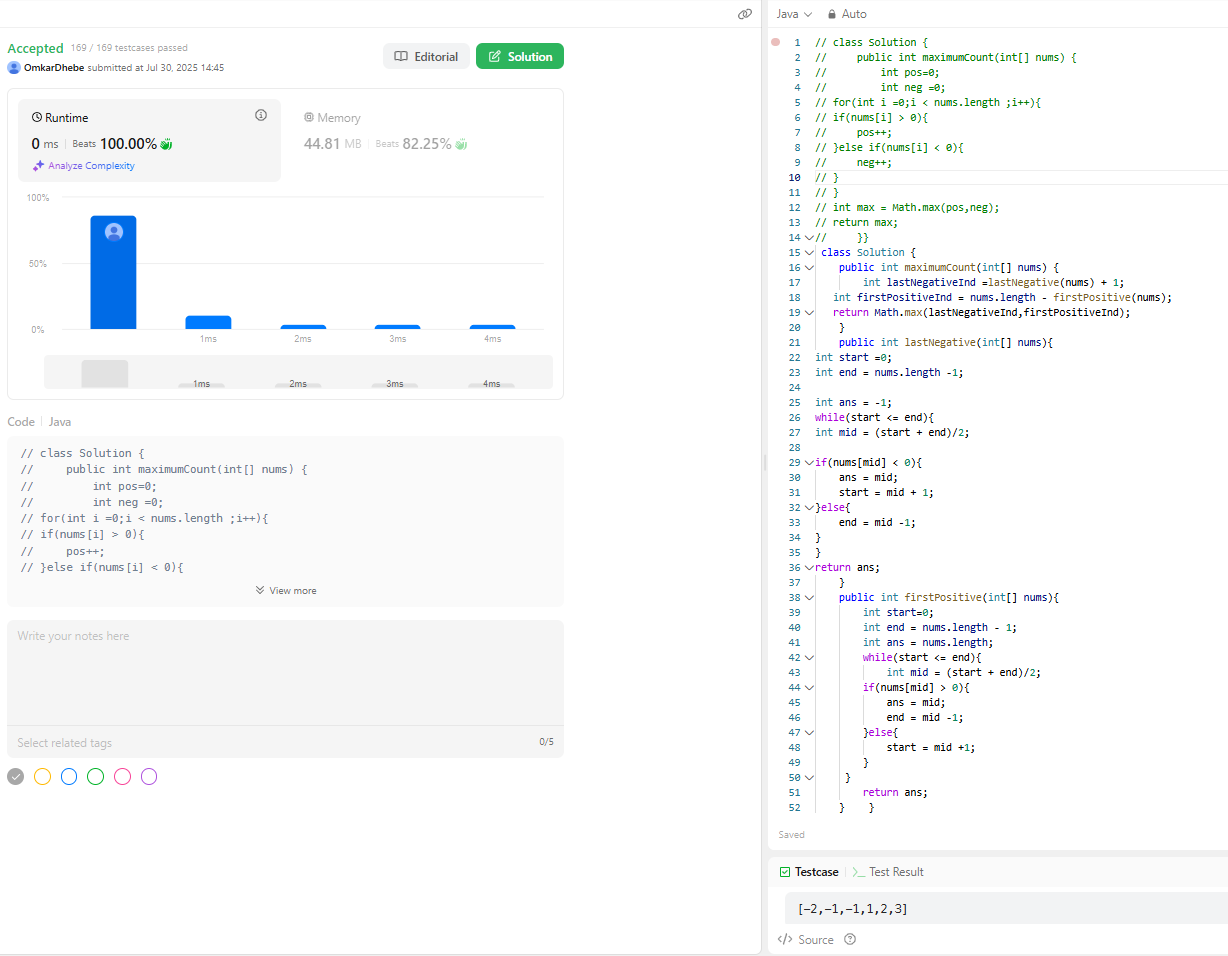 Accepted 169 / 169 testcases passed
OmkarDhebe submitted at Jul 30, 2025 14:45
Editorial
Solution
Runtime
0 ms | Beats 100.00%
Analyze Complexity
Memory
44.81 MB | Beats 82.25%
100%
50%
0%
1ms 2ms 3ms 4ms
1ms 2ms 3ms 4ms
Code | Java
// class Solution {
//     public int maximumCount(int[] nums) {
//         int pos=0;
//         int neg =0;
// for(int i =0;i < nums.length ;i++){
// if(nums[i] > 0){
//     pos++;
// }else if(nums[i] < 0){
View more
Write your notes here
Select related tags 0/5
Java Auto
1 // class Solution {
2 //     public int maximumCount(int[] nums) {
3 //         int pos=0;
4 //         int neg =0;
5 // for(int i =0;i < nums.length ;i++){
6 // if(nums[i] > 0){
7 //     pos++;
8 // }else if(nums[i] < 0){
9 //     neg++;
10 // }
11 // }
12 // int max = Math.max(pos,neg);
13 // return max;
14 //     }}
15  class Solution {
16     public int maximumCount(int[] nums) {
17         int lastNegativeInd =lastNegative(nums) + 1;
18    int firstPositiveInd = nums.length - firstPositive(nums);
19    return Math.max(lastNegativeInd,firstPositiveInd);
20     }
21     public int lastNegative(int[] nums){
22 int start =0;
23 int end = nums.length -1;
24
25 int ans = -1;
26 while(start <= end){
27 int mid = (start + end)/2;
28
29 if(nums[mid] < 0){
30     ans = mid;
31     start = mid + 1;
32 }else{
33     end = mid -1;
34 }
35 }
36 return ans;
37     }
38     public int firstPositive(int[] nums){
39         int start=0;
40         int end = nums.length - 1;
41         int ans = nums.length;
42         while(start <= end){
43             int mid = (start + end)/2;
44         if(nums[mid] > 0){
45             ans = mid;
46             end = mid -1;
47         }else{
48             start = mid +1;
49         }
50      }
51         return ans;
52     }    }
Saved
Testcase | Test Result
[-2,-1,-1,1,2,3]
</> Source